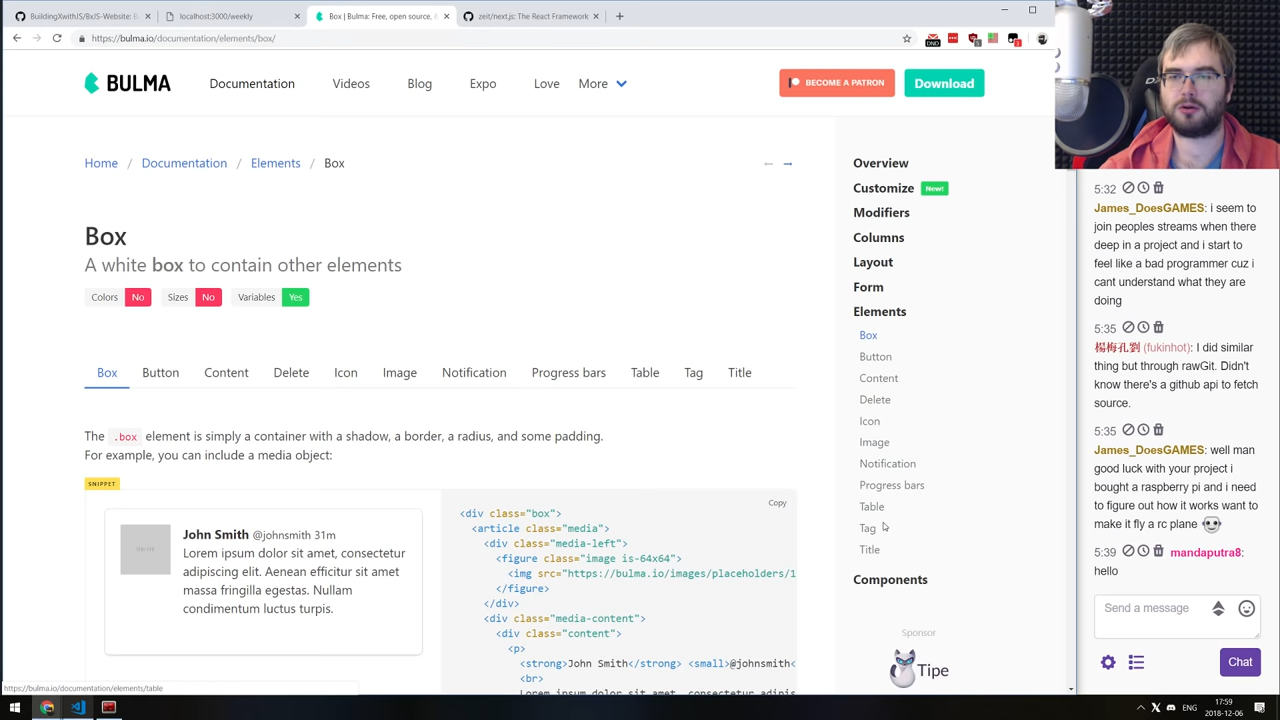 BuildingXwithJS/BxJS-Website: B
localhost:3000/weekly
Box | Bulma: Free, open source, &
zeit/next.js: The React Framework
https://bulma.io/documentation/elements/box/
BULMA
Documentation
Videos
Blog
Expo
Love
More
BECOME A PATRON
Download
Home / Documentation / Elements / Box
← →
Box
A white box to contain other elements
Colors No
Sizes No
Variables Yes
Box
Button
Content
Delete
Icon
Image
Notification
Progress bars
Table
Tag
Title
The .box element is simply a container with a shadow, a border, a radius, and some padding.
For example, you can include a media object:
SNIPPET
John Smith @johnsmith 31m
Lorem ipsum dolor sit amet, consectetur
adipiscing elit. Aenean efficitur sit amet
massa fringilla egestas. Nullam
condimentum luctus turpis.
Copy
<div class="box">
<article class="media">
<div class="media-left">
<figure class="image is-64x64">
<img src="https://bulma.io/images/placeholders/1
</figure>
</div>
<div class="media-content">
<div class="content">
<p>
<strong>John Smith</strong> <small>@johnsmith<
<br>
Lorem ipsum dolor sit amet, consectetur adipis
Overview
Customize New!
Modifiers
Columns
Layout
Form
Elements
Box
Button
Content
Delete
Icon
Image
Notification
Progress bars
Table
Tag
Title
Components
Sponsor
Tipe
https://bulma.io/documentation/elements/table
5:32
James_DoesGAMES: i seem to
join peoples streams when there
deep in a project and i start to
feel like a bad programmer cuz i
cant understand what they are
doing
5:35
楊梅孔劉 (fukinhot): I did similar
thing but through rawGit. Didn't
know there's a github api to fetch
source.
5:35
James_DoesGAMES: well man
good luck with your project i
bought a raspberry pi and i need
to figure out how it works want to
make it fly a rc plane
5:39 mandaputra8:
hello
Send a message
Chat
ENG
17:59
2018-12-06